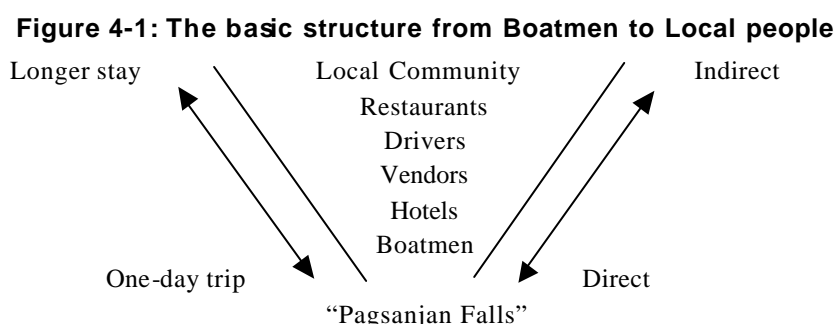 Figure 4-1: The basic structure from Boatmen to Local people
Longer stay Local Community Indirect
Restaurants
Drivers
Vendors
Hotels
Boatmen
One-day trip Direct
“Pagsanjan Falls”